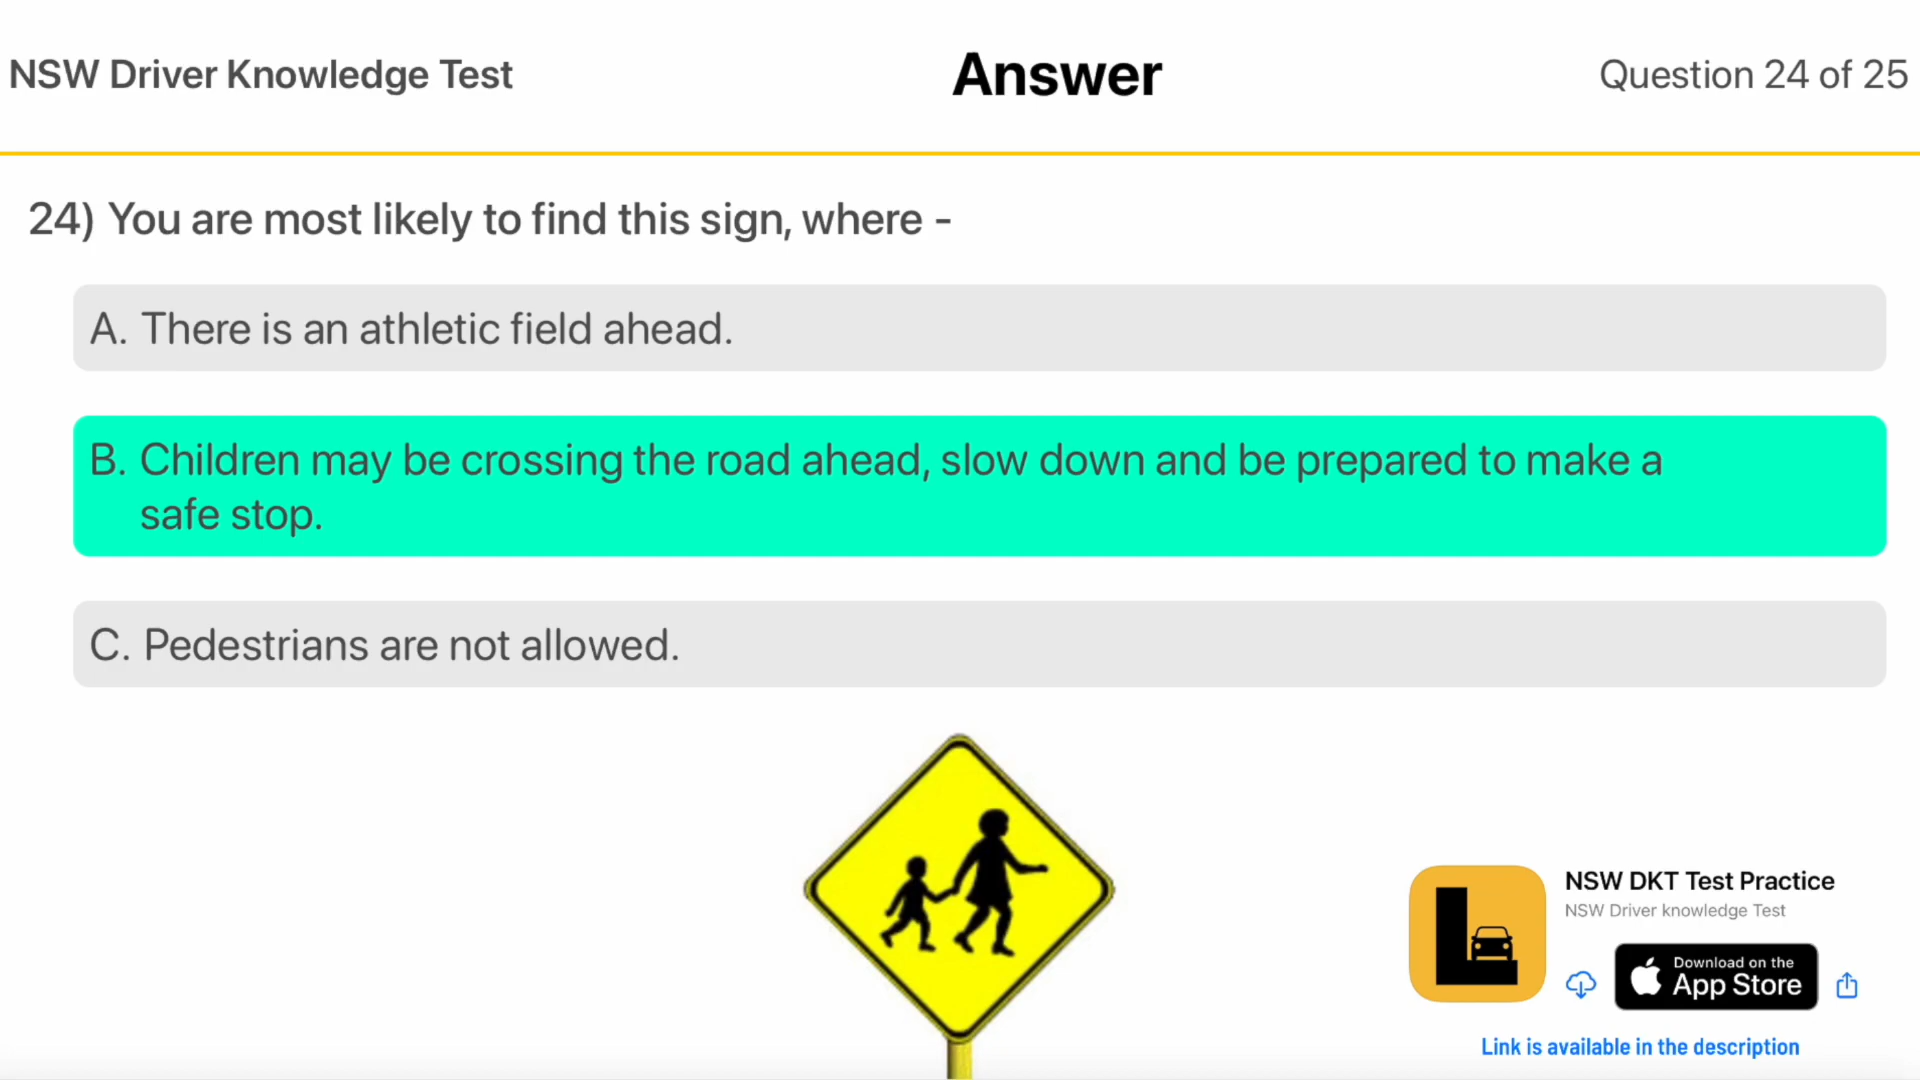 NSW Driver Knowledge Test
Answer
Question 24 of 25
24) You are most likely to find this sign, where -
A. There is an athletic field ahead.
B. Children may be crossing the road ahead, slow down and be prepared to make a
safe stop.
C. Pedestrians are not allowed.
NSW DKT Test Practice
NSW Driver knowledge Test
Download on the
App Store
Link is available in the description